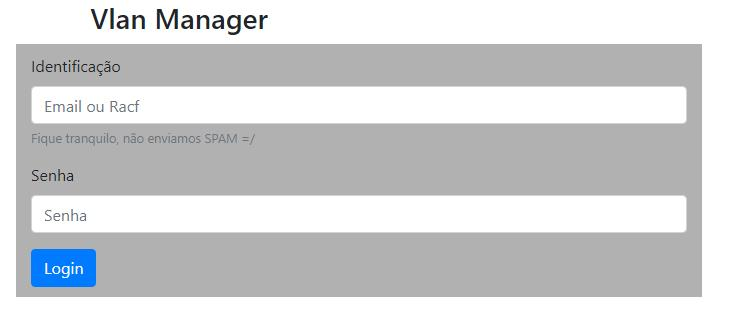 Vlan Manager
Identificação
Email ou Racf
Fique tranquilo, não enviamos SPAM =/
Senha
Senha
Login